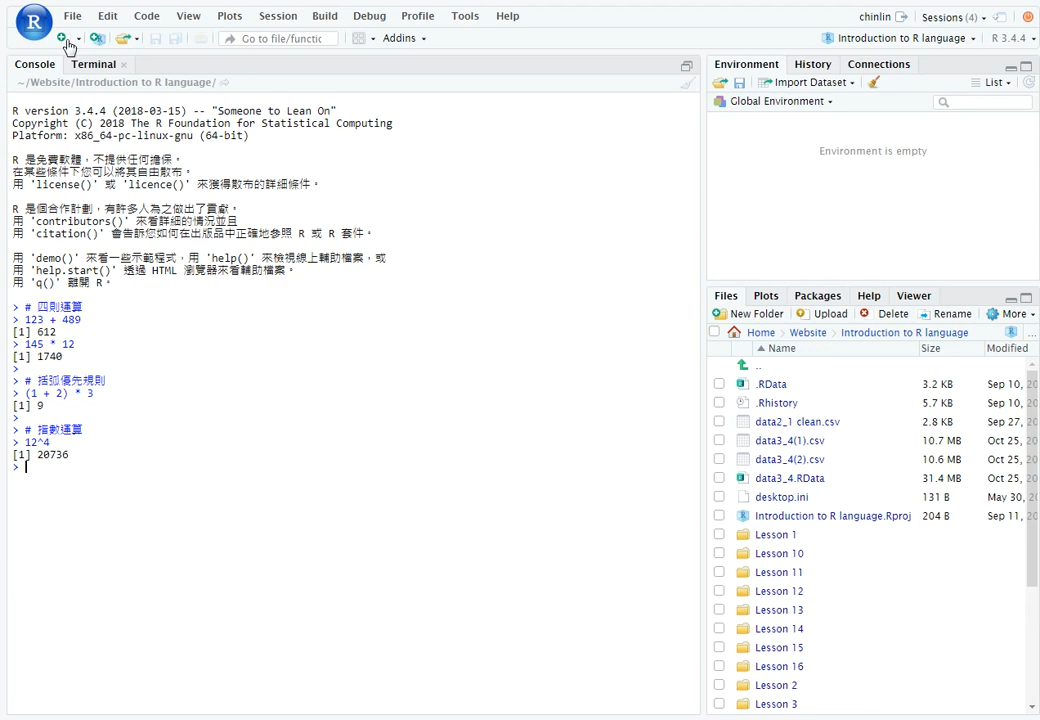 File Edit Code View Plots Session Build Debug Profile Tools Help
chinlin Sessions (4)
Go to file/functic Addins
Introduction to R language R 3.4.4
Console Terminal
~/Website/Introduction to R language/
R version 3.4.4 (2018-03-15) -- "Someone to Lean On"
Copyright (C) 2018 The R Foundation for Statistical Computing
Platform: x86_64-pc-linux-gnu (64-bit)
R 是免費軟體，不提供任何擔保。
在某些條件下您可以將其自由散布。
用 'license()' 或 'licence()' 來獲得散布的詳細條件。
R 是個合作計劃，有許多人為之做出了貢獻。
用 'contributors()' 來看詳細的情況並且
用 'citation()' 會告訴您如何在出版品中正確地參照 R 或 R 套件。
用 'demo()' 來看一些示範程式，用 'help()' 來檢視線上輔助檔案，或
用 'help.start()' 透過 HTML 瀏覽器來看輔助檔案。
用 'q()' 離開 R。
> # 四則運算
> 123 + 489
[1] 612
> 145 * 12
[1] 1740
>
> # 括弧優先規則
> (1 + 2) * 3
[1] 9
>
> # 指數運算
> 12^4
[1] 20736
>
Environment History Connections
Import Dataset List
Global Environment
Environment is empty
Files Plots Packages Help Viewer
New Folder Upload Delete Rename More
Home Website Introduction to R language ...
Name Size Modified
..
.RData 3.2 KB Sep 10, 20
.Rhistory 5.7 KB Sep 10, 20
data2_1 clean.csv 2.8 KB Sep 27, 20
data3_4(1).csv 10.7 MB Oct 25, 20
data3_4(2).csv 10.6 MB Oct 25, 20
data3_4.RData 31.4 MB Oct 25, 20
desktop.ini 131 B May 30, 20
Introduction to R language.Rproj 204 B Sep 11, 20
Lesson 1
Lesson 10
Lesson 11
Lesson 12
Lesson 13
Lesson 14
Lesson 15
Lesson 16
Lesson 2
Lesson 3